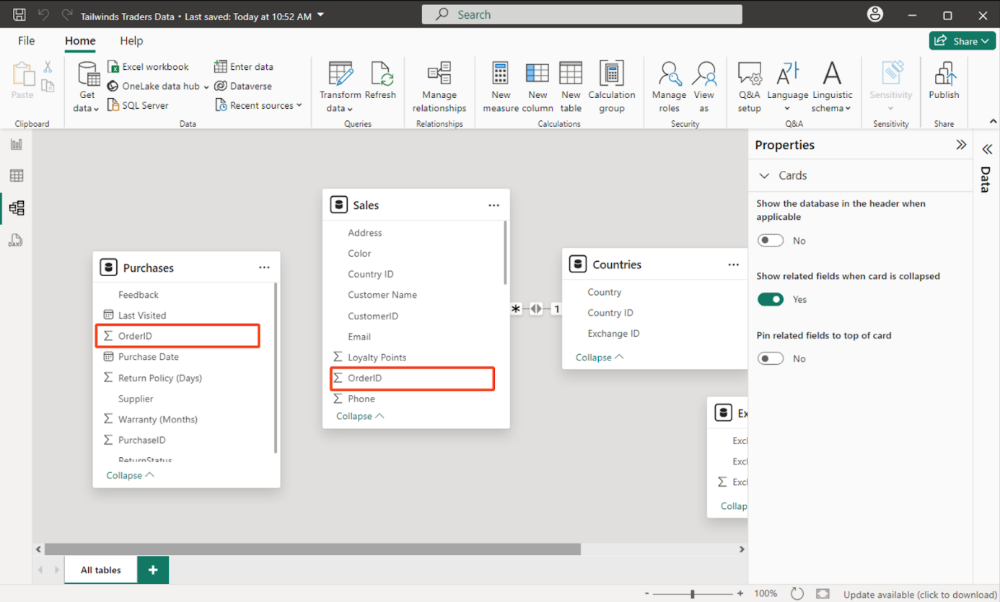 Tailwinds Traders Data • Last saved: Today at 10:52 AM
Search
File
Home
Help
Share
Paste
Clipboard
Get data
Excel workbook
OneLake data hub
SQL Server
Enter data
Dataverse
Recent sources
Data
Transform data
Refresh
Queries
Manage relationships
Relationships
New measure
New column
New table
Calculation group
Calculations
Manage roles
View as
Security
Q&A setup
Language
Linguistic schema
Q&A
Sensitivity
Sensitivity
Publish
Share
DAX
Purchases
Feedback
Last Visited
OrderID
Purchase Date
Return Policy (Days)
Supplier
Warranty (Months)
PurchaseID
ReturnStatus
Collapse
Sales
Address
Color
Country ID
Customer Name
CustomerID
Email
Loyalty Points
OrderID
Phone
Collapse
* 1
Countries
Country
Country ID
Exchange ID
Collapse
Ex
Excl
Excl
Excl
Collap
Properties
Cards
Show the database in the header when
applicable
No
Show related fields when card is collapsed
Yes
Pin related fields to top of card
No
Data
All tables
+
- + 100%
Update available (click to download)